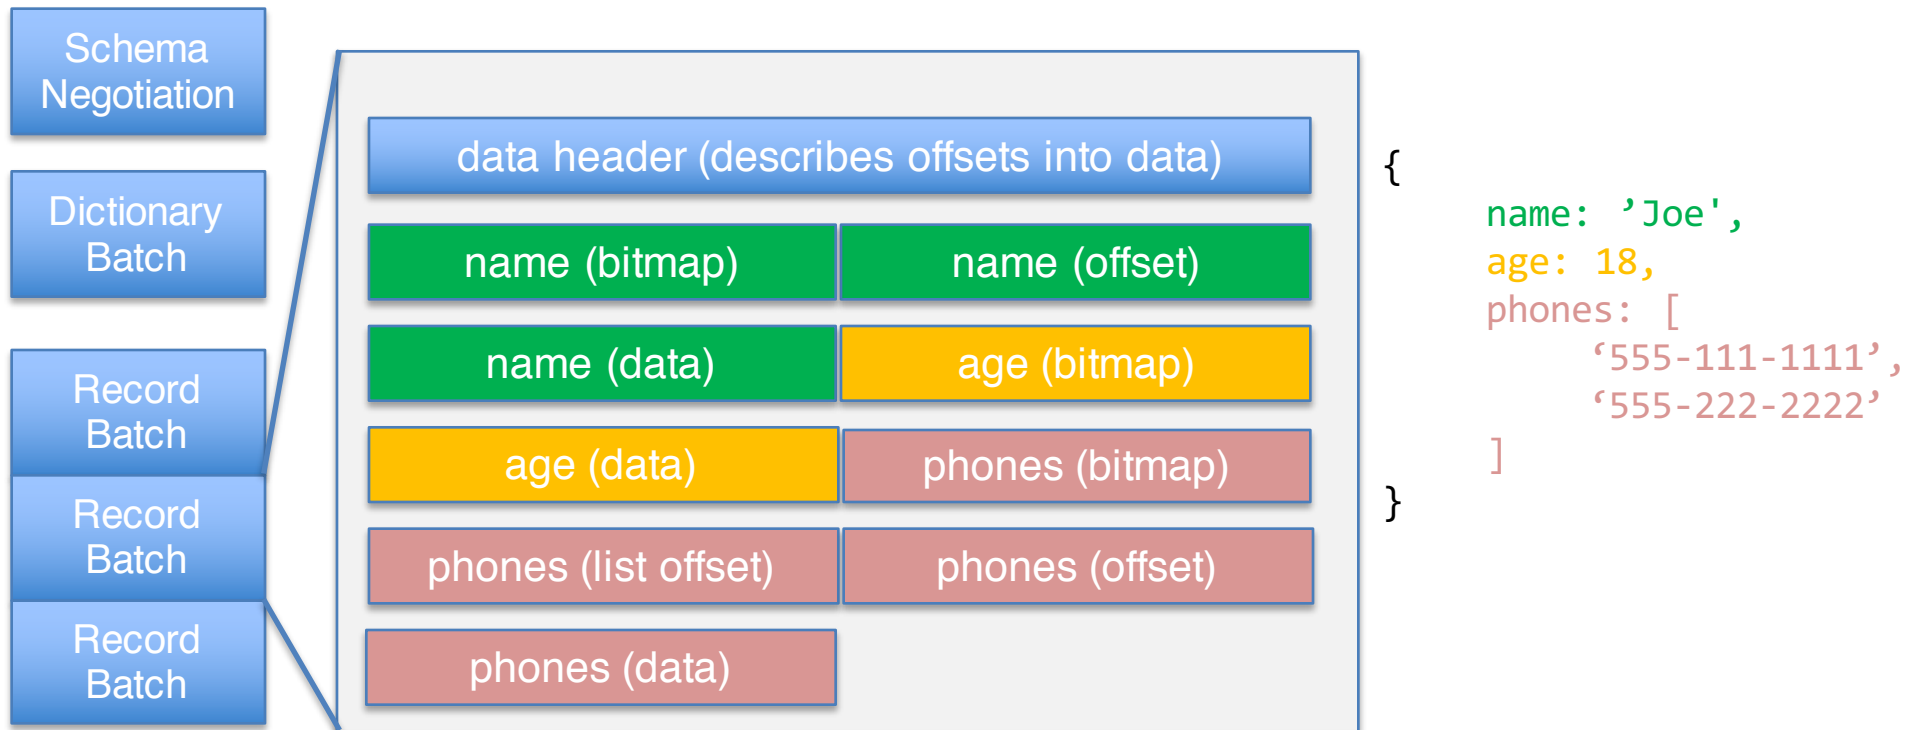 Schema
Negotiation
Dictionary
Batch
Record
Batch
Record
Batch
Record
Batch
data header (describes offsets into data)
name (bitmap)
name (offset)
name (data)
age (bitmap)
age (data)
phones (bitmap)
phones (list offset)
phones (offset)
phones (data)
{
name: ’Joe',
age: 18,
phones: [
‘555-111-1111’,
‘555-222-2222’
]
}